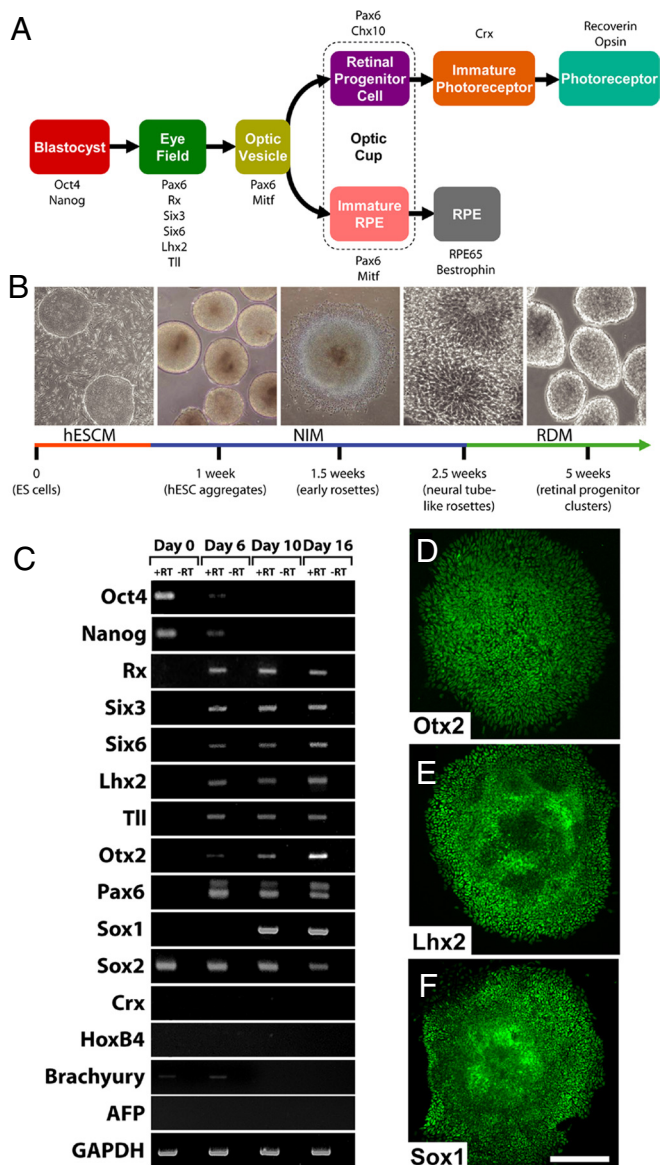 A
Pax6
Chx10
Crx
Recoverin
Opsin
Retinal
Progenitor
Cell
Immature
Photoreceptor
Photoreceptor
Blastocyst
Eye
Field
Optic
Vesicle
Optic
Cup
Oct4
Nanog
Pax6
Rx
Six3
Six6
Lhx2
Tll
Pax6
Mitf
Immature
RPE
RPE
Pax6
Mitf
RPE65
Bestrophin
B
hESCM
NIM
RDM
0
(ES cells)
1 week
(hESC aggregates)
1.5 weeks
(early rosettes)
2.5 weeks
(neural tube-
like rosettes)
5 weeks
(retinal progenitor
clusters)
C
Day 0 Day 6 Day 10 Day 16
+RT -RT +RT -RT +RT -RT +RT -RT
Oct4
Nanog
Rx
Six3
Six6
Lhx2
Tll
Otx2
Pax6
Sox1
Sox2
Crx
HoxB4
Brachyury
AFP
GAPDH
D
Otx2
E
Lhx2
F
Sox1